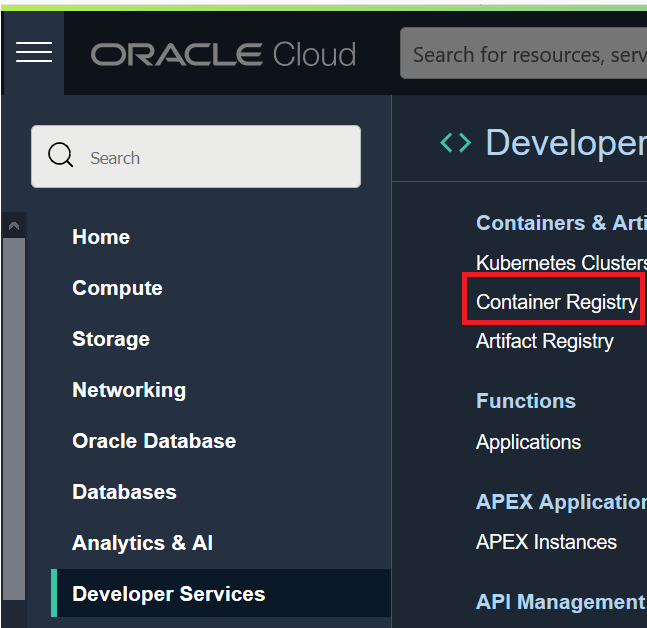 ORACLE Cloud
Search for resources, serv
Search
Home
Compute
Storage
Networking
Oracle Database
Databases
Analytics & AI
Developer Services
Developer
Containers & Arti
Kubernetes Clusters
Container Registry
Artifact Registry
Functions
Applications
APEX Application
APEX Instances
API Management